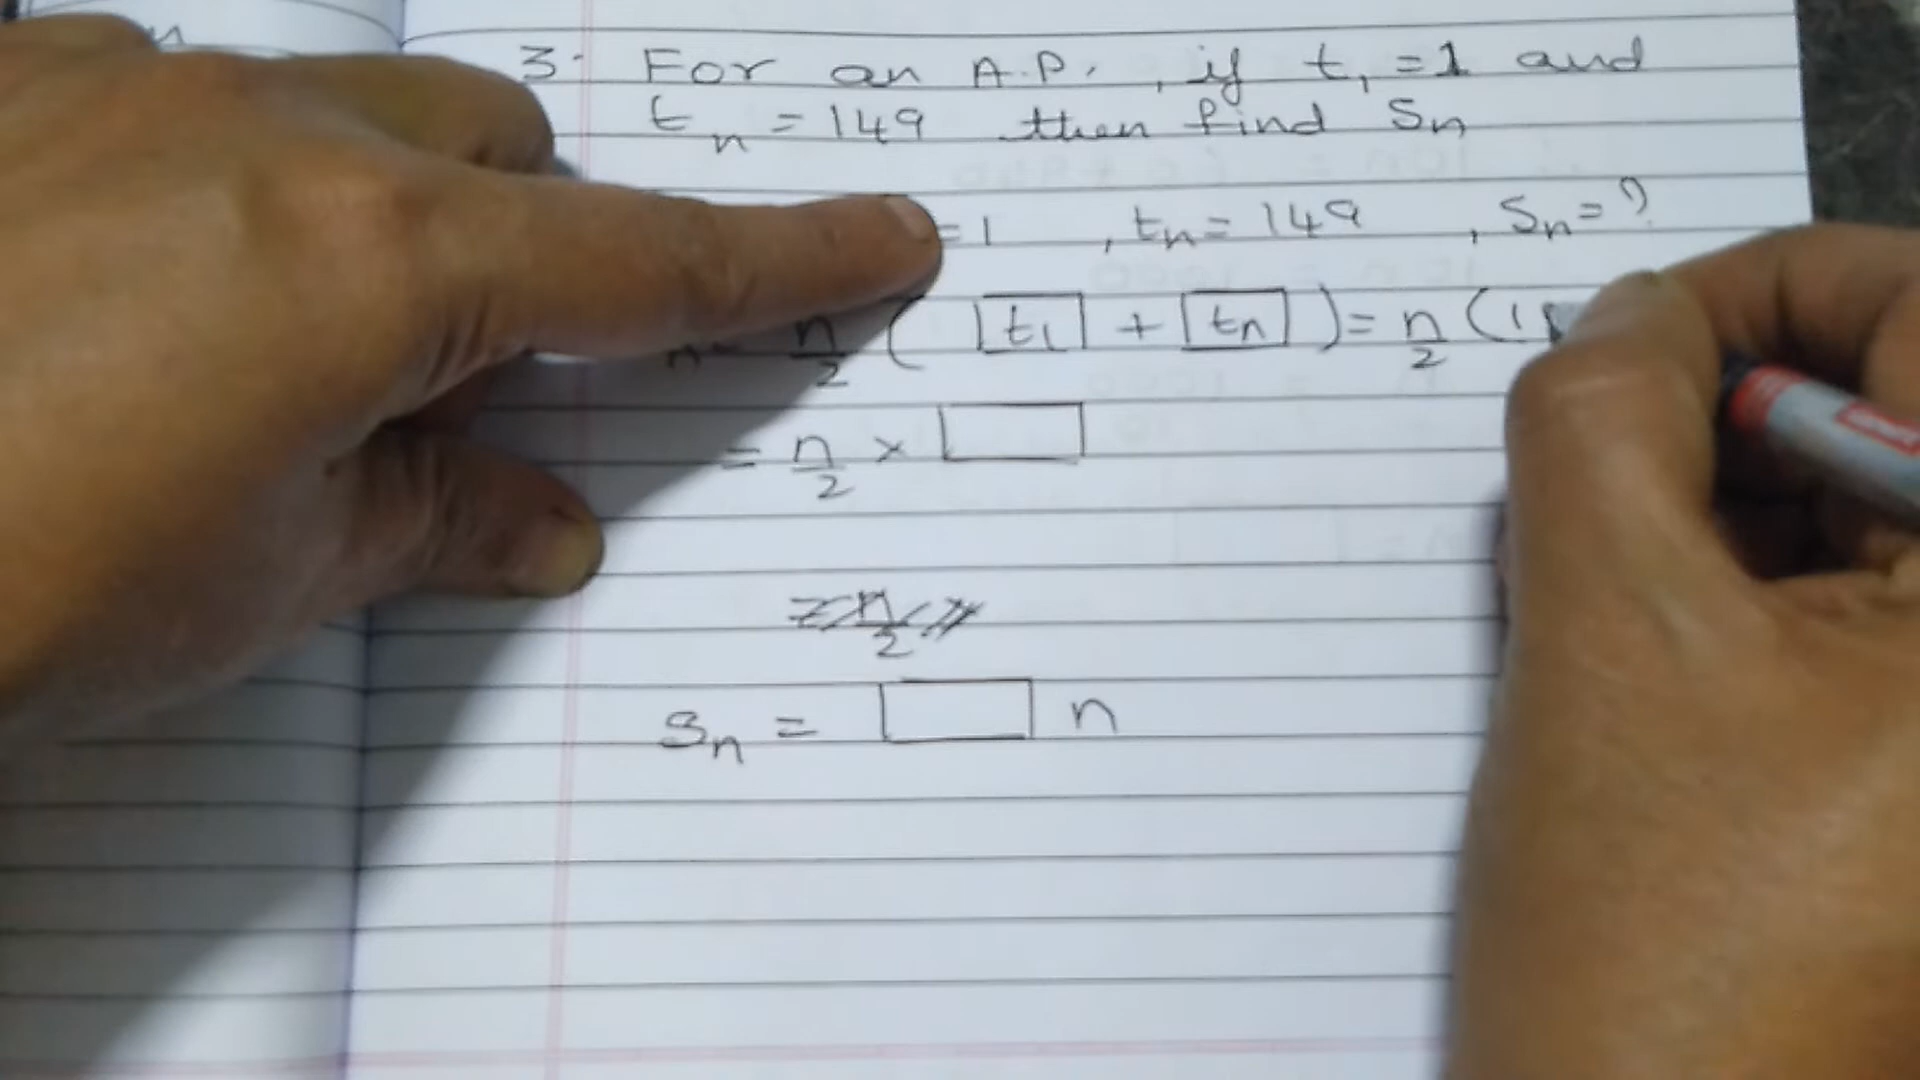 3. For an A.P., if t₁ = 1 and
tₙ = 149 then find Sₙ
= 1 , tₙ = 149 , Sₙ = ?
n = n/2 ( t₁ + tₙ ) = n/2 (1
= n/2 ×
= n/2
Sₙ = n